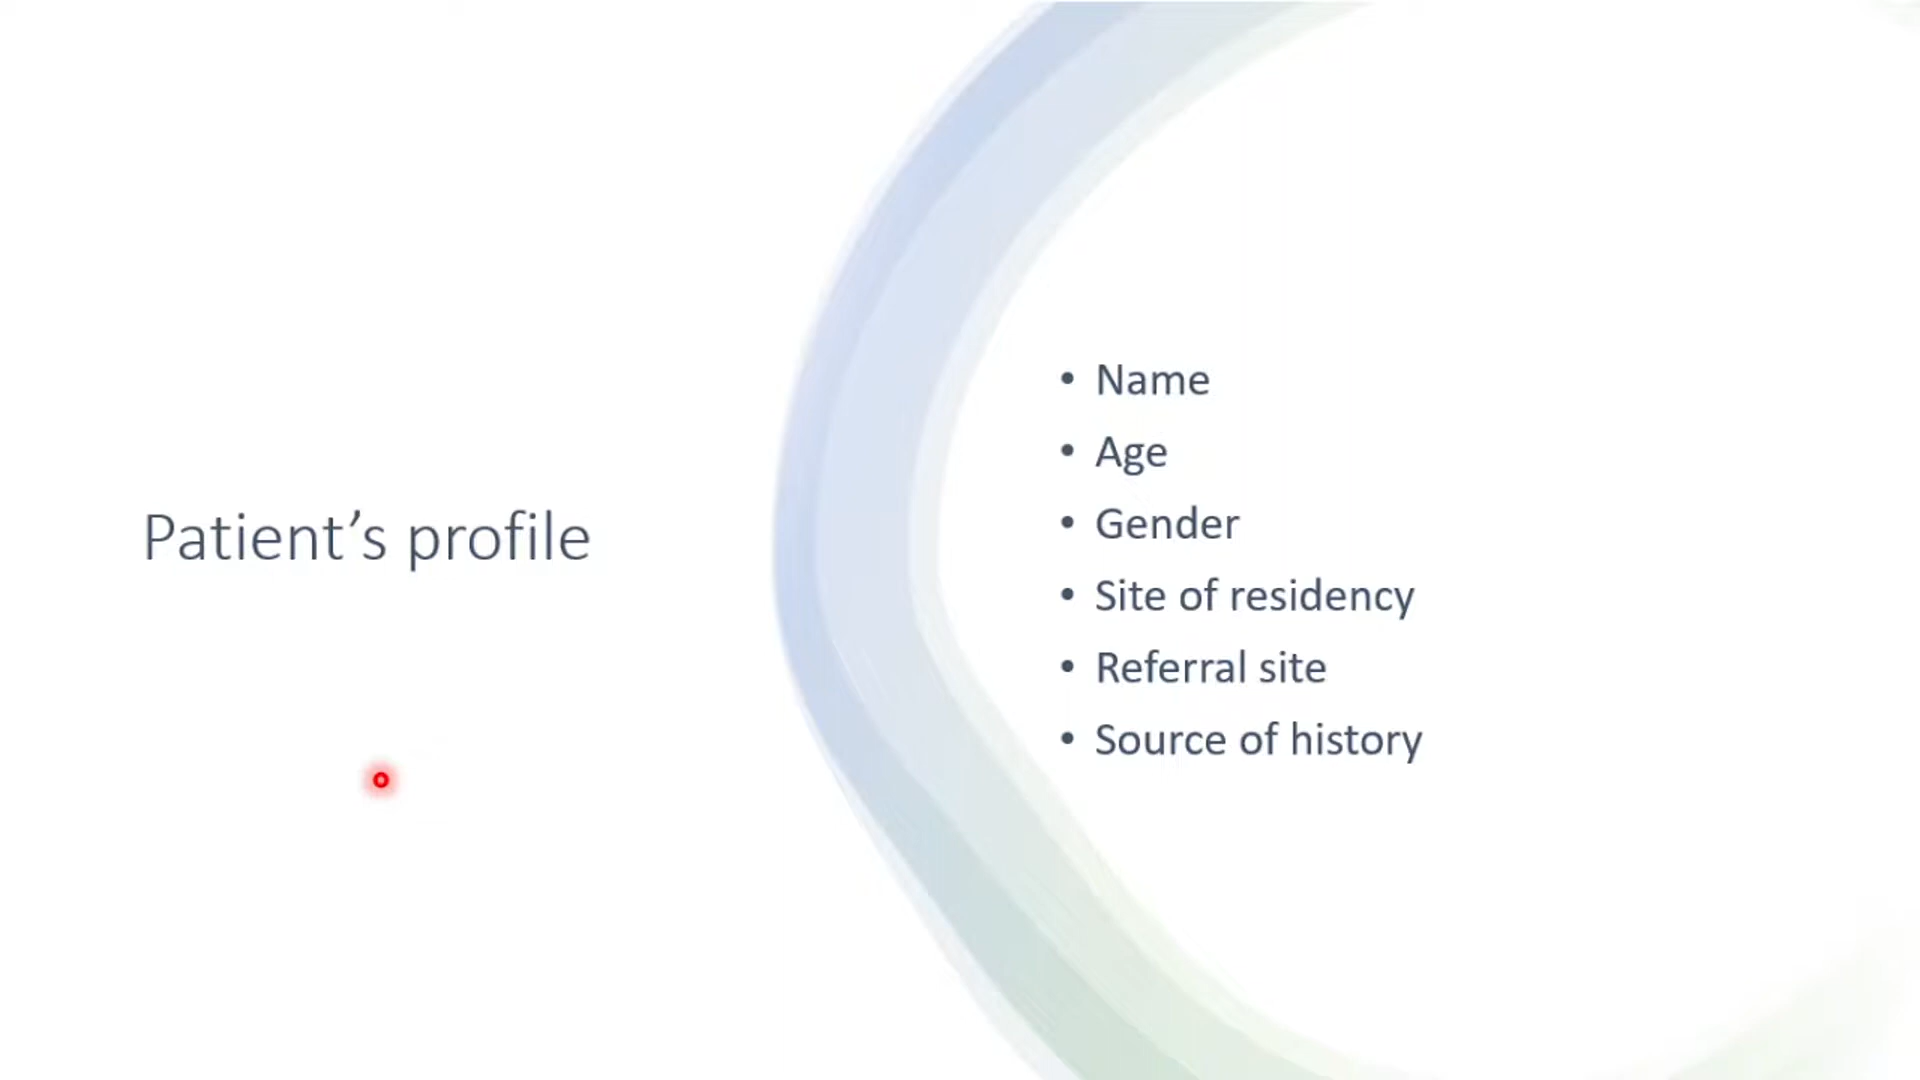 Patient’s profile
• Name
• Age
• Gender
• Site of residency
• Referral site
• Source of history